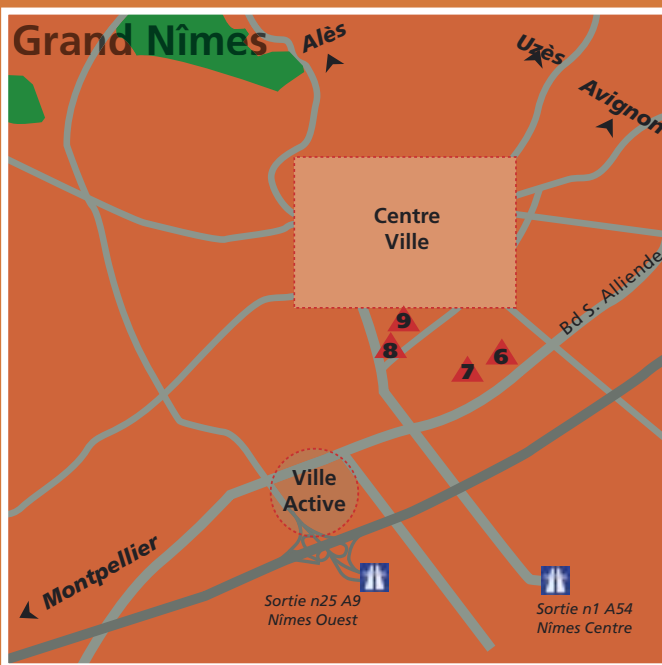 Grand Nîmes
Alès
Uzès
Avignon
Centre
Ville
Bd S. Alliende
9
8
7
6
Ville
Active
Montpellier
Sortie n25 A9
Nîmes Ouest
Sortie n1 A54
Nîmes Centre